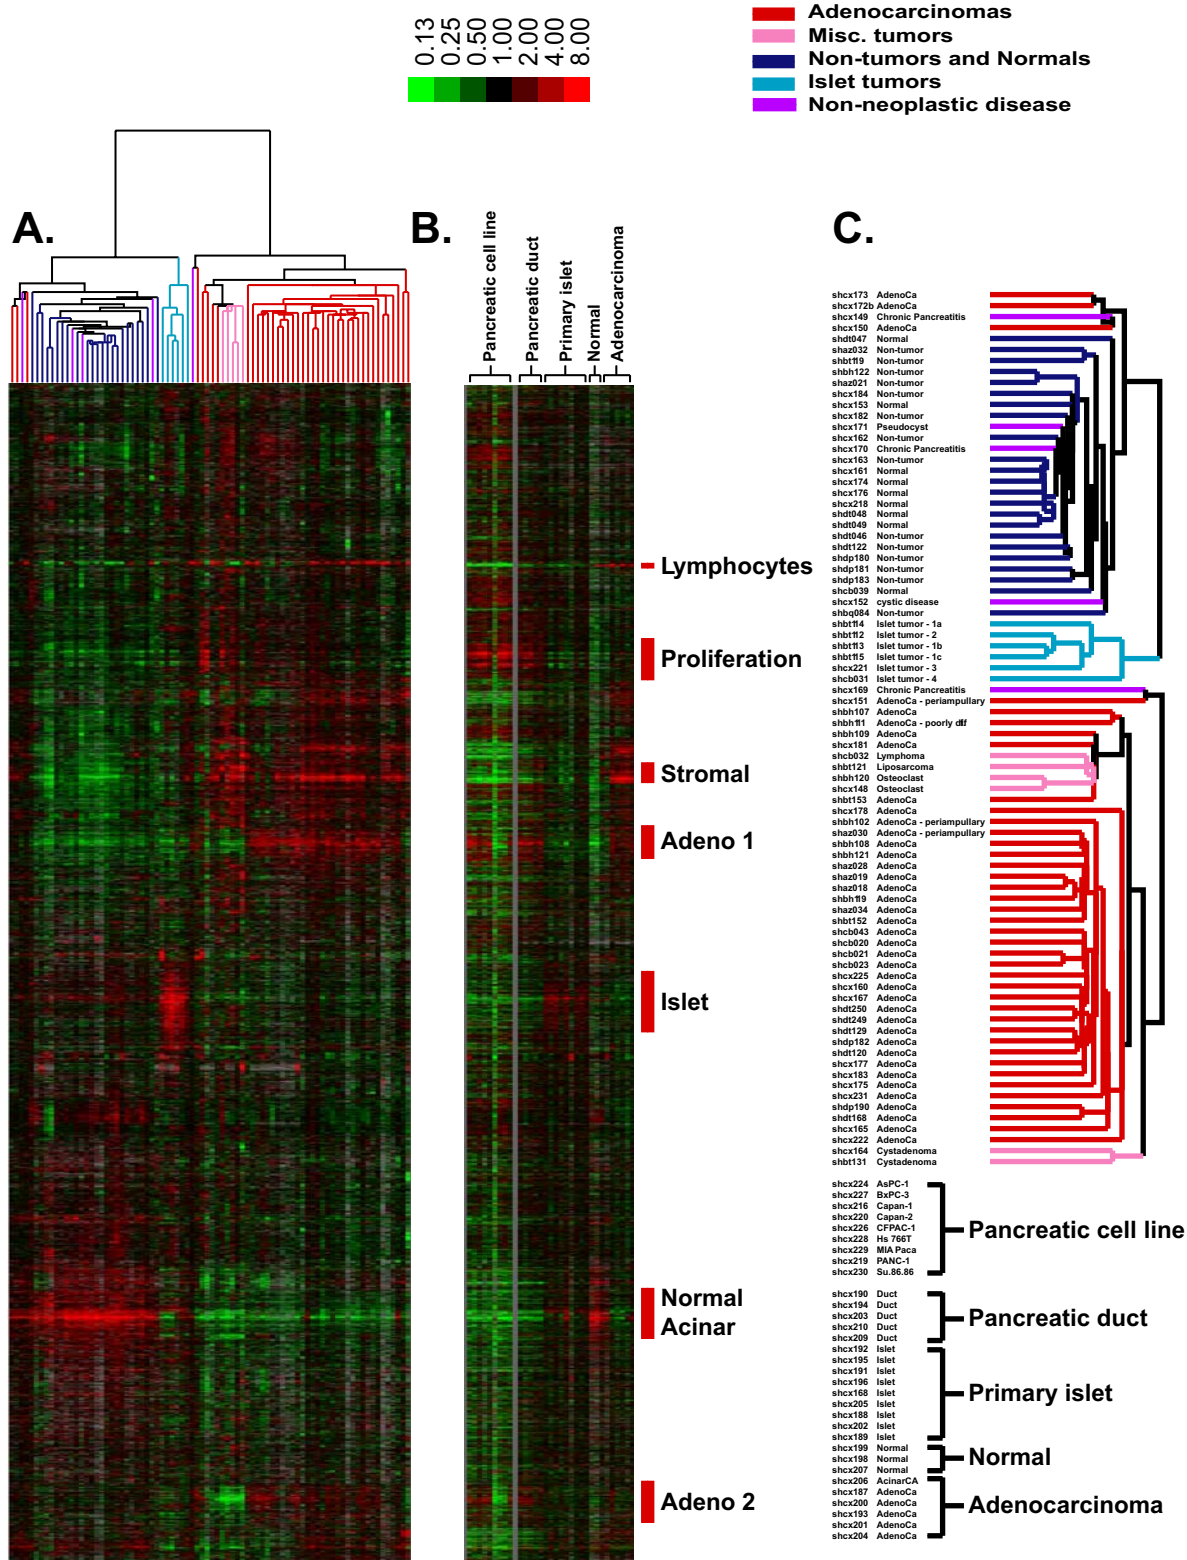 0.13
0.25
0.50
1.00
2.00
4.00
8.00
Adenocarcinomas
Misc. tumors
Non-tumors and Normals
Islet tumors
Non-neoplastic disease
A.
B.
Pancreatic cell line
Pancreatic duct
Primary islet
Normal
Adenocarcinoma
Lymphocytes
Proliferation
Stromal
Adeno 1
Islet
Normal
Acinar
Adeno 2
C.
shcx173 AdenoCa
shcx172b AdenoCa
shcx149 Chronic Pancreatitis
shcx150 AdenoCa
shdt047 Normal
shaz032 Non-tumor
shbt119 Non-tumor
shbh122 Non-tumor
shaz021 Non-tumor
shcx184 Non-tumor
shcx153 Normal
shcx182 Non-tumor
shcx171 Pseudocyst
shcx162 Non-tumor
shcx170 Chronic Pancreatitis
shcx163 Non-tumor
shcx161 Normal
shcx174 Normal
shcx176 Normal
shcx218 Normal
shdt048 Normal
shdt049 Normal
shdt046 Non-tumor
shdt122 Non-tumor
shdp180 Non-tumor
shdp181 Non-tumor
shdp183 Non-tumor
shcb039 Normal
shcx152 cystic disease
shbq084 Non-tumor
shbt114 Islet tumor - 1a
shbt112 Islet tumor - 2
shbt113 Islet tumor - 1b
shbt115 Islet tumor - 1c
shcx221 Islet tumor - 3
shcb031 Islet tumor - 4
shcx169 Chronic Pancreatitis
shcx151 AdenoCa - periampullary
shbh107 AdenoCa
shbh111 AdenoCa - poorly dif
shbh109 AdenoCa
shcx181 AdenoCa
shcb032 Lymphoma
shbt121 Liposarcoma
shbh120 Osteoclast
shcx148 Osteoclast
shbt153 AdenoCa
shcx178 AdenoCa
shbh102 AdenoCa - periampullary
shaz030 AdenoCa - periampullary
shbh108 AdenoCa
shbh121 AdenoCa
shaz028 AdenoCa
shaz019 AdenoCa
shaz018 AdenoCa
shbh119 AdenoCa
shaz034 AdenoCa
shbt152 AdenoCa
shcb043 AdenoCa
shcb020 AdenoCa
shcb021 AdenoCa
shcb023 AdenoCa
shcx225 AdenoCa
shcx160 AdenoCa
shcx167 AdenoCa
shdt250 AdenoCa
shdt249 AdenoCa
shdt129 AdenoCa
shdp182 AdenoCa
shdt120 AdenoCa
shcx177 AdenoCa
shcx183 AdenoCa
shcx175 AdenoCa
shcx231 AdenoCa
shdp190 AdenoCa
shdt168 AdenoCa
shcx165 AdenoCa
shcx222 AdenoCa
shcx164 Cystadenoma
shbt131 Cystadenoma
shcx224 AsPC-1
shcx227 BxPC-3
shcx216 Capan-1
shcx220 Capan-2
shcx226 CFPAC-1
shcx228 Hs 766T
shcx229 MIA Paca
shcx219 PANC-1
shcx230 Su.86.86
Pancreatic cell line
shcx190 Duct
shcx194 Duct
shcx203 Duct
shcx210 Duct
shcx209 Duct
Pancreatic duct
shcx192 Islet
shcx195 Islet
shcx191 Islet
shcx196 Islet
shcx168 Islet
shcx205 Islet
shcx188 Islet
shcx202 Islet
shcx189 Islet
Primary islet
shcx199 Normal
shcx198 Normal
shcx207 Normal
Normal
shcx206 AcinarCA
shcx187 AdenoCa
shcx200 AdenoCa
shcx193 AdenoCa
shcx201 AdenoCa
shcx204 AdenoCa
Adenocarcinoma